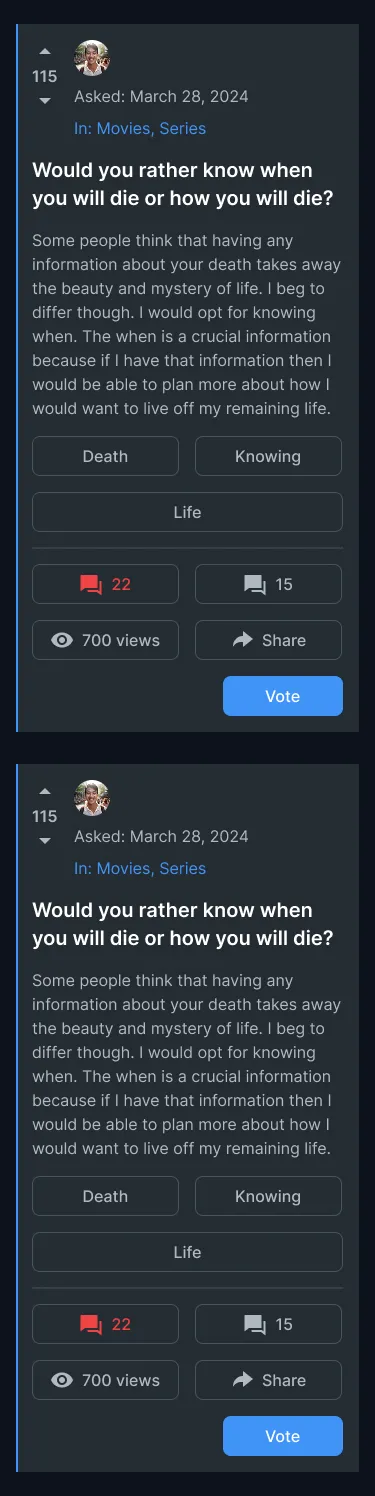 115
Asked: March 28, 2024
In: Movies, Series
Would you rather know when
you will die or how you will die?
Some people think that having any
information about your death takes away
the beauty and mystery of life. I beg to
differ though. I would opt for knowing
when. The when is a crucial information
because if I have that information then I
would be able to plan more about how I
would want to live off my remaining life.
Death
Knowing
Life
22
15
700 views
Share
Vote
115
Asked: March 28, 2024
In: Movies, Series
Would you rather know when
you will die or how you will die?
Some people think that having any
information about your death takes away
the beauty and mystery of life. I beg to
differ though. I would opt for knowing
when. The when is a crucial information
because if I have that information then I
would be able to plan more about how I
would want to live off my remaining life.
Death
Knowing
Life
22
15
700 views
Share
Vote